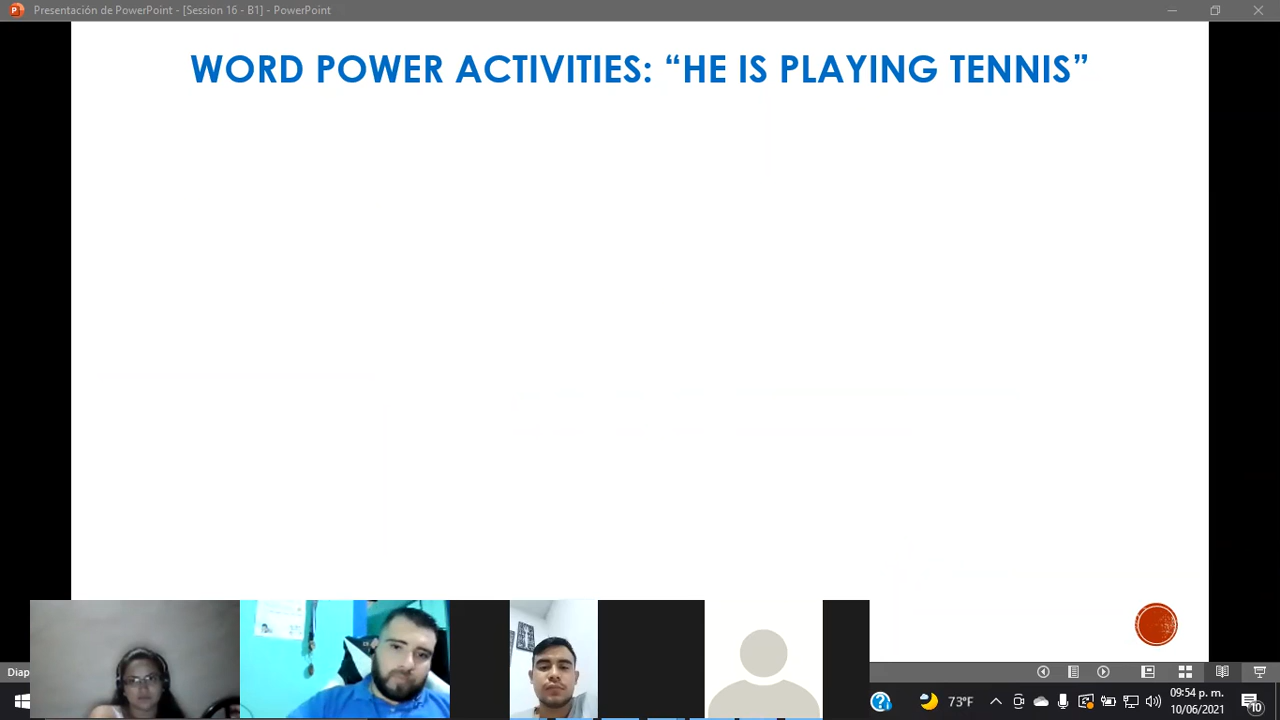 Presentación de PowerPoint - [Session 16 - B1] - PowerPoint
WORD POWER ACTIVITIES: “HE IS PLAYING TENNIS”
Diap
73°F
09:54 p. m.
10/06/2021
10